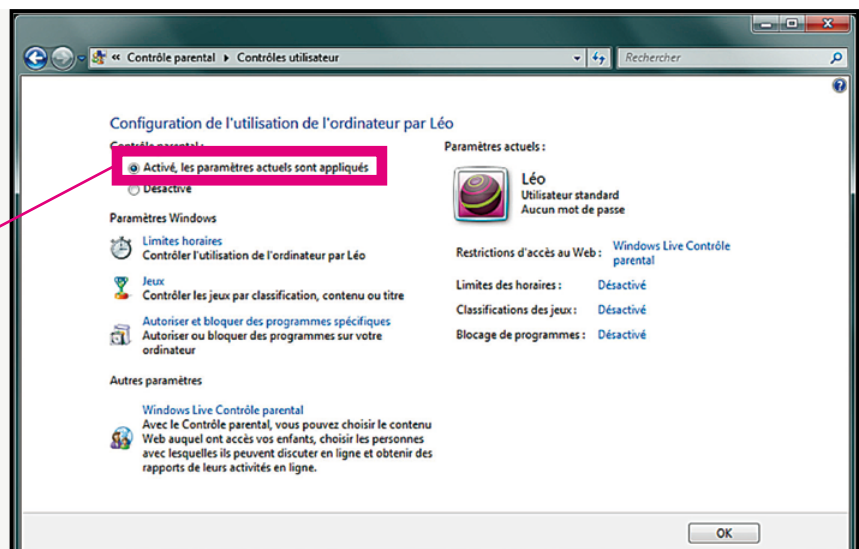 « Contrôle parental ▸ Contrôles utilisateur
Rechercher
Configuration de l'utilisation de l'ordinateur par Léo
Contrôle parental :
Activé, les paramètres actuels sont appliqués
Désactivé
Paramètres Windows
Limites horaires
Contrôler l'utilisation de l'ordinateur par Léo
Jeux
Contrôler les jeux par classification, contenu ou titre
Autoriser et bloquer des programmes spécifiques
Autoriser ou bloquer des programmes sur votre
ordinateur
Autres paramètres
Windows Live Contrôle parental
Avec le Contrôle parental, vous pouvez choisir le contenu
Web auquel ont accès vos enfants, choisir les personnes
avec lesquelles ils peuvent discuter en ligne et obtenir des
rapports de leurs activités en ligne.
Paramètres actuels :
Léo
Utilisateur standard
Aucun mot de passe
Restrictions d'accès au Web : Windows Live Contrôle
parental
Limites des horaires : Désactivé
Classifications des jeux : Désactivé
Blocage de programmes : Désactivé
OK